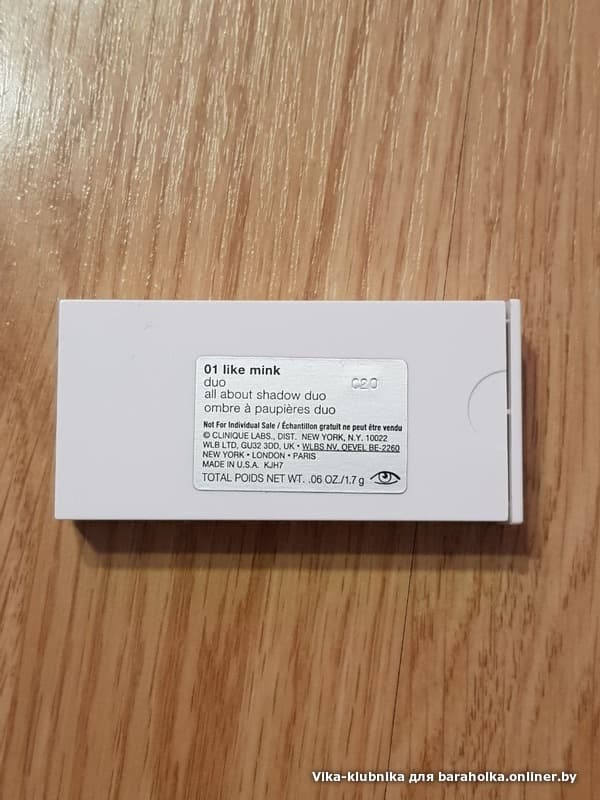 01 like mink
duo C20
all about shadow duo
ombre à paupières duo
Not For Individual Sale / Échantillon gratuit ne peut être vendu
© CLINIQUE LABS., DIST. NEW YORK, N.Y. 10022
WLB LTD, GU32 3DD, UK • WLBS NV, OEVEL BE-2260
NEW YORK • LONDON • PARIS
MADE IN U.S.A. KJH7
TOTAL POIDS NET WT. .06 OZ./1.7 g
Vika-klubnika для baraholka.onliner.by